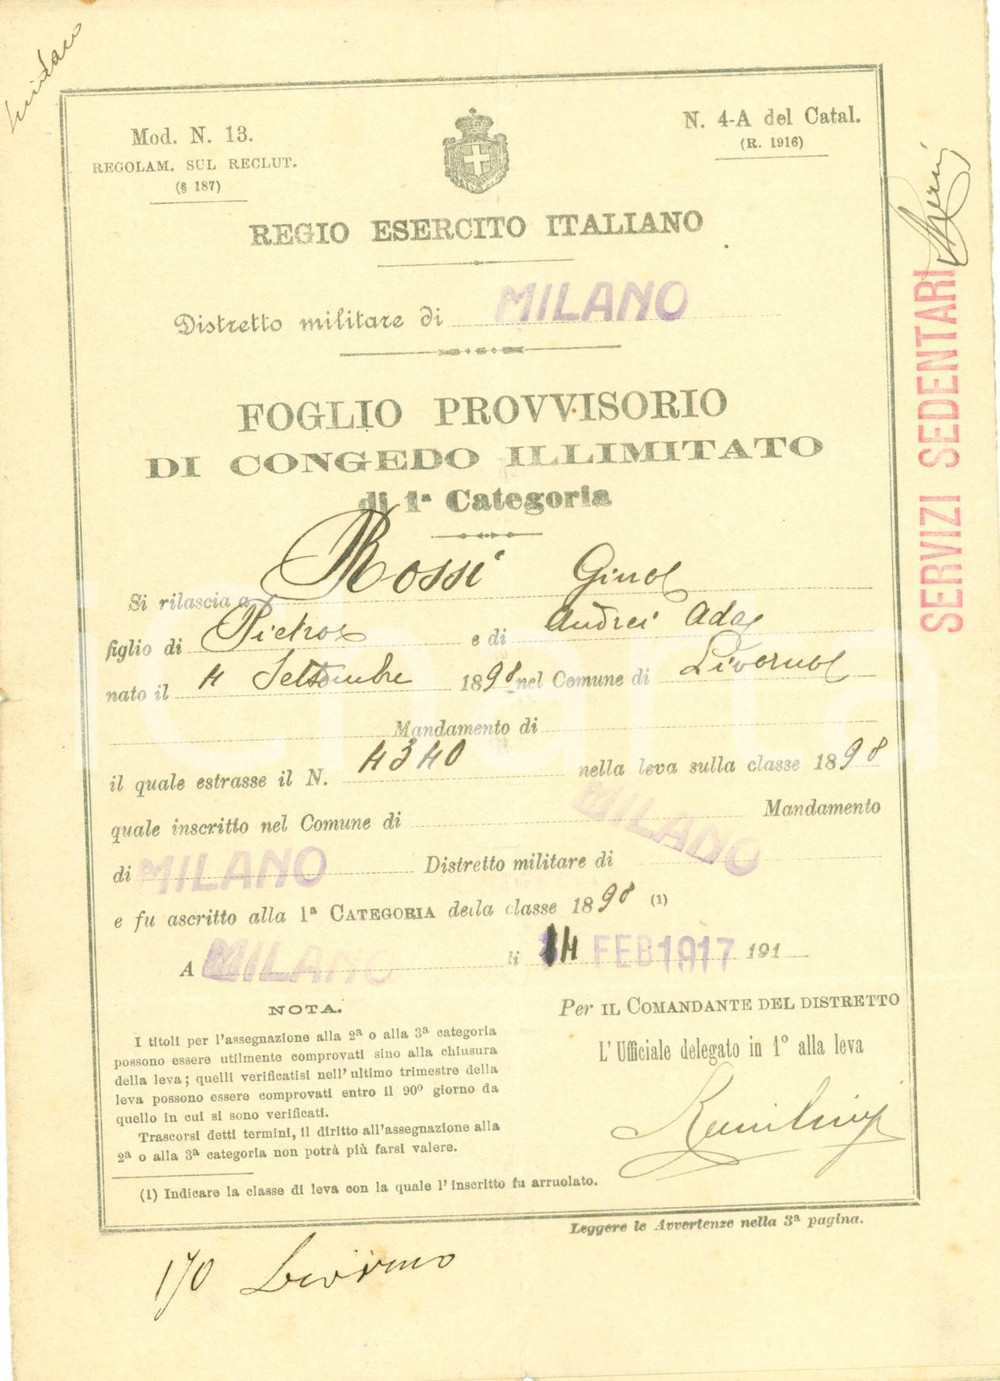 Mod. N. 13.
REGOLAM. SUL RECLUT.
(§ 187)
N. 4-A del Catal.
(R. 1916)
REGIO ESERCITO ITALIANO
Distretto militare di MILANO
FOGLIO PROVVISORIO
DI CONGEDO ILLIMITATO
di 1ª Categoria
Si rilascia a Rossi Gino
figlio di Pietro e di Andrei Ada
nato il 4 Settembre 1898 nel Comune di Livorno
Mandamento di
il quale estrasse il N. 4340 nella leva sulla classe 1898
quale inscritto nel Comune di MILANO Mandamento
di MILANO Distretto militare di
e fu ascritto alla 1ª CATEGORIA della classe 1898 (1)
A MILANO li 14 FEB 1917 191
NOTA.
I titoli per l'assegnazione alla 2ª o alla 3ª categoria
possono essere utilmente comprovati sino alla chiusura
della leva; quelli verificatisi nell'ultimo trimestre della
leva possono essere comprovati entro il 90º giorno da
quello in cui si sono verificati.
Trascorsi detti termini, il diritto all'assegnazione alla
2ª o alla 3ª categoria non potrà più farsi valere.
Per IL COMANDANTE DEL DISTRETTO
L'Ufficiale delegato in 1º alla leva
(1) Indicare la classe di leva con la quale l'inscritto fu arruolato.
Leggere le Avvertenze nella 3ª pagina.
170 Livorno
SERVIZI SEDENTARI